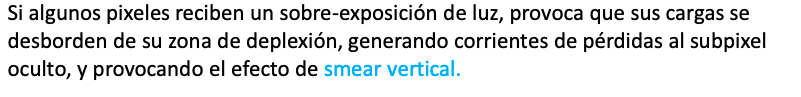 Si algunos pixeles reciben un sobre-exposición de luz, provoca que sus cargas se
desborden de su zona de deplexión, generando corrientes de pérdidas al subpixel
oculto, y provocando el efecto de smear vertical.